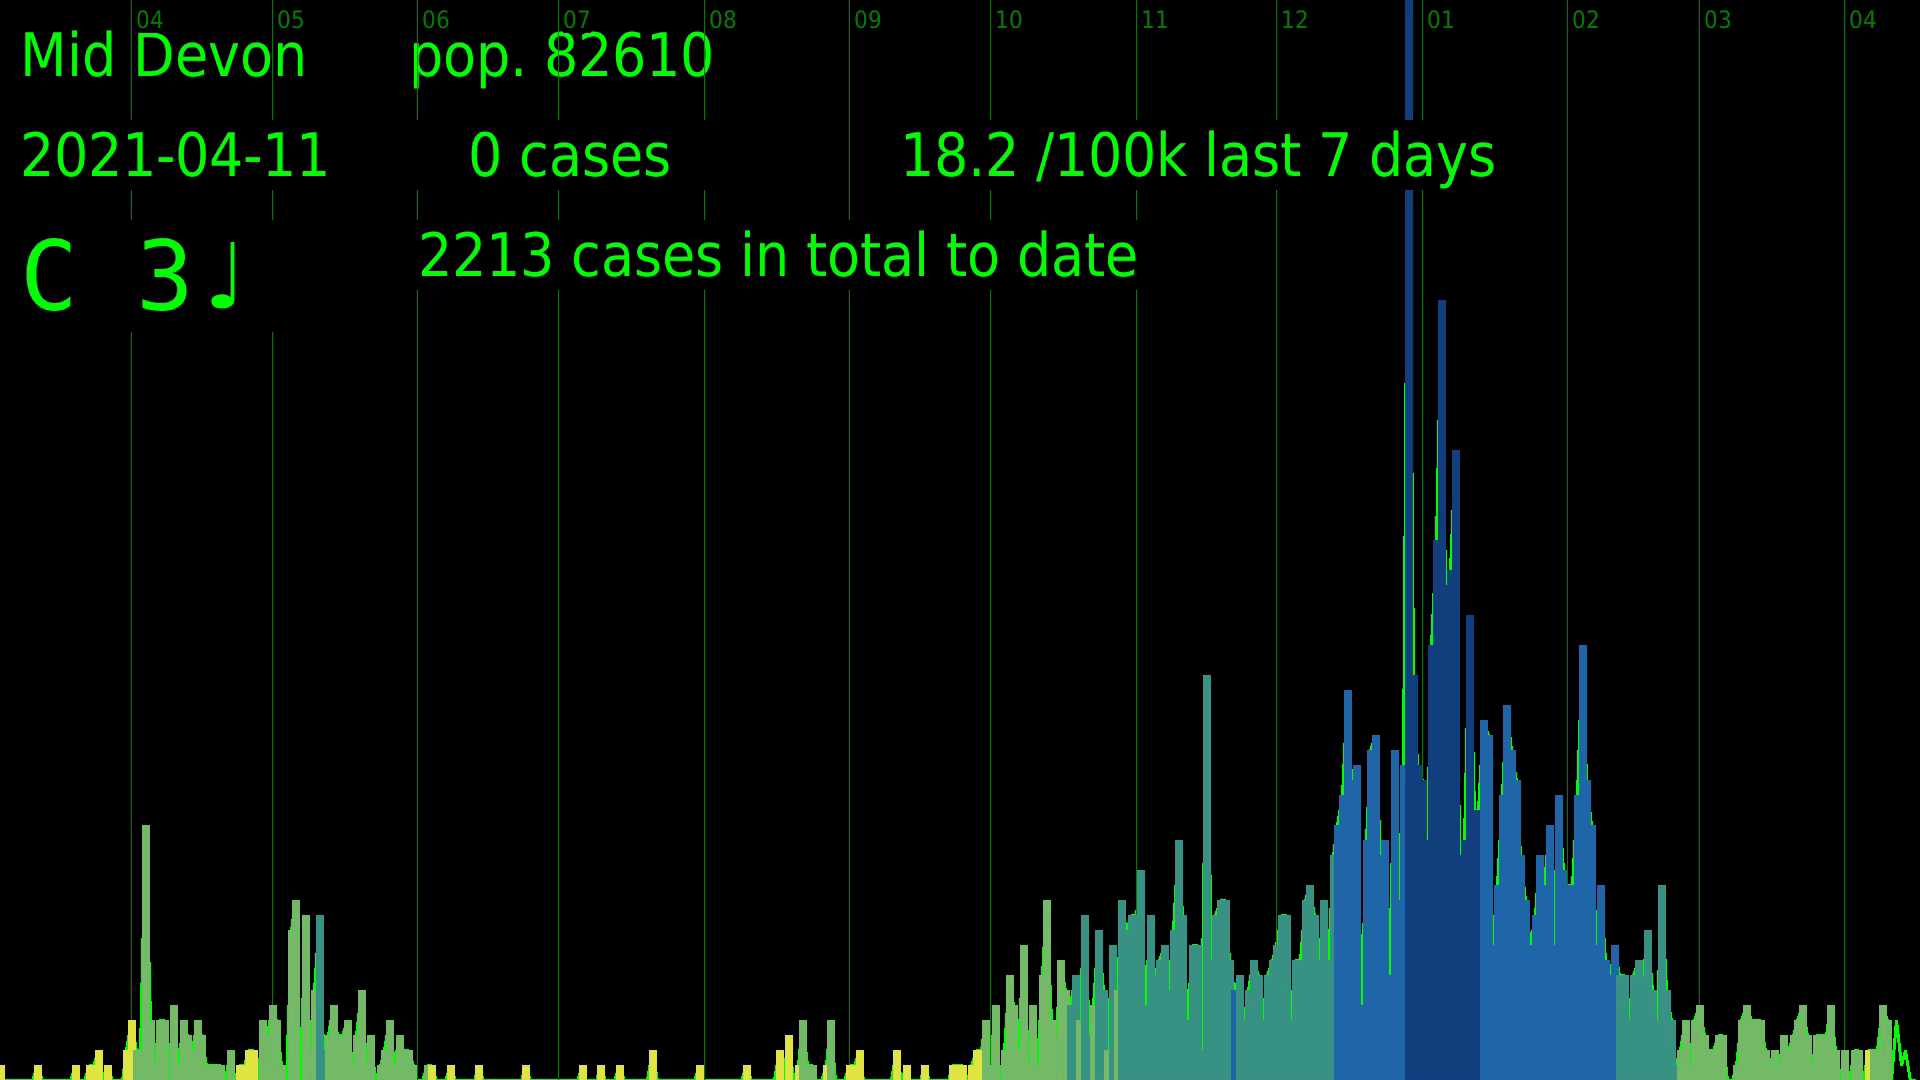 04 05 06 07 08 09 10 11 12 01 02 03 04
Mid Devon pop. 82610
2021-04-11 0 cases 18.2 /100k last 7 days
C 3♩ 2213 cases in total to date